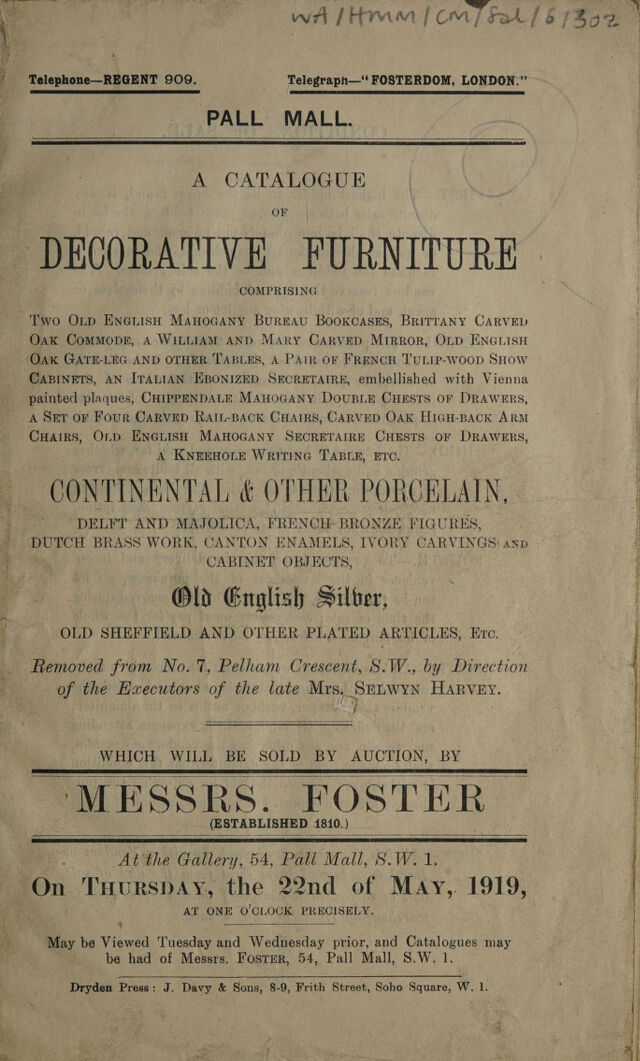 WA/HMM/CM/Sal/6/302
Telephone—REGENT 909. Telegraph—"FOSTERDOM, LONDON."
PALL MALL.
A CATALOGUE
OF
DECORATIVE FURNITURE
COMPRISING
TWO OLD ENGLISH MAHOGANY BUREAU BOOKCASES, BRITTANY CARVED
OAK COMMODE, A WILLIAM AND MARY CARVED MIRROR, OLD ENGLISH
OAK GATE-LEG AND OTHER TABLES, A PAIR OF FRENCH TULIP-WOOD SHOW
CABINETS, AN ITALIAN EBONIZED SECRETAIRE, embellished with Vienna
painted plaques, CHIPPENDALE MAHOGANY DOUBLE CHESTS OF DRAWERS,
A SET OF FOUR CARVED RAIL-BACK CHAIRS, CARVED OAK HIGH-BACK ARM
CHAIRS, OLD ENGLISH MAHOGANY SECRETAIRE CHESTS OF DRAWERS,
A KNEEHOLE WRITING TABLE, ETC.
CONTINENTAL & OTHER PORCELAIN,
DELFT AND MAJOLICA, FRENCH BRONZE FIGURES,
DUTCH BRASS WORK, CANTON ENAMELS, IVORY CARVINGS AND
CABINET OBJECTS,
Old English Silver,
OLD SHEFFIELD AND OTHER PLATED ARTICLES, ETC.
Removed from No. 7, Pelham Crescent, S.W., by Direction
of the Executors of the late MRS. SELWYN HARVEY.
WHICH WILL BE SOLD BY AUCTION, BY
MESSRS. FOSTER
(ESTABLISHED 1810.)
At the Gallery, 54, Pall Mall, S.W. 1.
On THURSDAY, the 22nd of MAY, 1919,
AT ONE O'CLOCK PRECISELY.
May be Viewed Tuesday and Wednesday prior, and Catalogues may
be had of Messrs. FOSTER, 54, Pall Mall, S.W. 1.
Dryden Press: J. Davy & Sons, 8-9, Frith Street, Soho Square, W. 1.